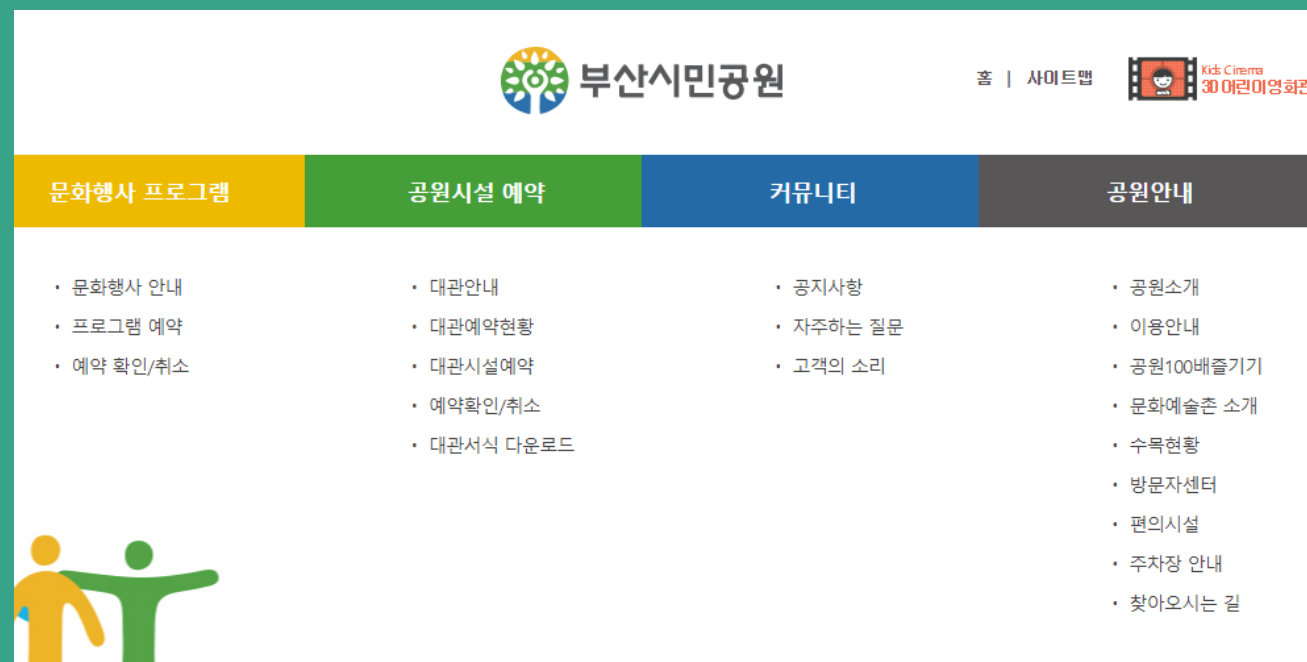 부산시민공원
홈 | 사이트맵
Kids Cinema
3D 어린이영화관
문화행사 프로그램
공원시설 예약
커뮤니티
공원안내
· 문화행사 안내
· 프로그램 예약
· 예약 확인/취소
· 대관안내
· 대관예약현황
· 대관시설예약
· 예약확인/취소
· 대관서식 다운로드
· 공지사항
· 자주하는 질문
· 고객의 소리
· 공원소개
· 이용안내
· 공원100배즐기기
· 문화예술촌 소개
· 수목현황
· 방문자센터
· 편의시설
· 주차장 안내
· 찾아오시는 길